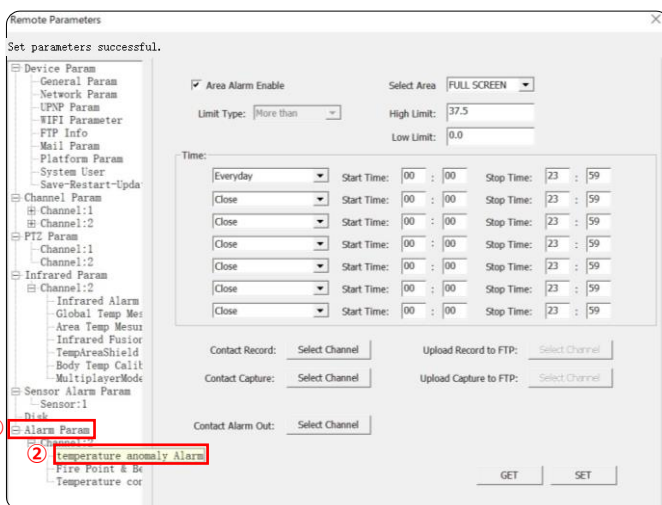 Remote Parameters
Set parameters successful.
Device Param
General Param
Network Param
UPNP Param
WIFI Parameter
FTP Info
Mail Param
Platform Param
System User
Save-Restart-Upda
Channel Param
Channel:1
Channel:2
PTZ Param
Channel:1
Channel:2
Infrared Param
Channel:2
Infrared Alarm
Global Temp Mes
Area Temp Mesur
Infrared Fusion
TempAreaShield
Body Temp Calib
MultiplayerMode
Sensor Alarm Param
Sensor:1
Disk
Alarm Param
Channel:2
② temperature anomaly Alarm
Fire Point & Be
Temperature cor
Area Alarm Enable Select Area FULL SCREEN
Limit Type: More than High Limit: 37.5
Low Limit: 0.0
Time:
Everyday Start Time: 00 : 00 Stop Time: 23 : 59
Close Start Time: 00 : 00 Stop Time: 23 : 59
Close Start Time: 00 : 00 Stop Time: 23 : 59
Close Start Time: 00 : 00 Stop Time: 23 : 59
Close Start Time: 00 : 00 Stop Time: 23 : 59
Close Start Time: 00 : 00 Stop Time: 23 : 59
Close Start Time: 00 : 00 Stop Time: 23 : 59
Contact Record: Select Channel Upload Record to FTP: Select Channel
Contact Capture: Select Channel Upload Capture to FTP: Select Channel
Contact Alarm Out: Select Channel
GET SET